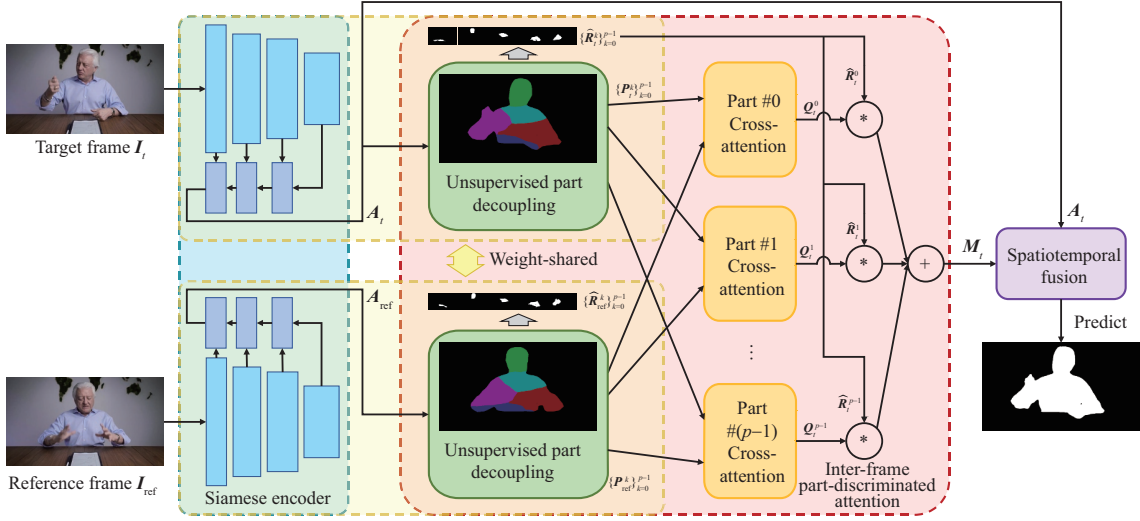 Target frame I_t
A_t
{R̂_t^k}_{k=0}^{p−1}
Unsupervised part
decoupling
{P_t^k}_{k=0}^{p−1}
Part #0
Cross-
attention
Q_t^0
R̂_t^0
*
Weight-shared
Part #1
Cross-
attention
Q_t^1
R̂_t^1
*
+
M_t
A_t
Spatiotemporal
fusion
Predict
A_ref
{R̂_ref^k}_{k=0}^{p−1}
Unsupervised part
decoupling
{P_ref^k}_{k=0}^{p−1}
⋮
Part
#(p−1)
Cross-
attention
Q_t^{p−1}
R̂_t^{p−1}
*
Reference frame I_ref
Siamese encoder
Inter-frame
part-discriminated
attention